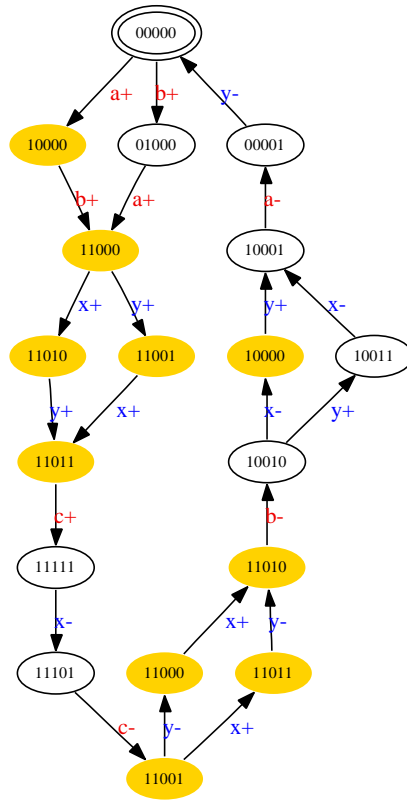 00000
a+ b+ y-
10000 01000 00001
b+ a+ a-
11000 10001
x+ y+ y+ x-
11010 11001 10000 10011
y+ x+ x- y+
11011 10010
c+ b-
11111 11010
x- x+ y-
11101 11000 11011
c- y- x+
11001